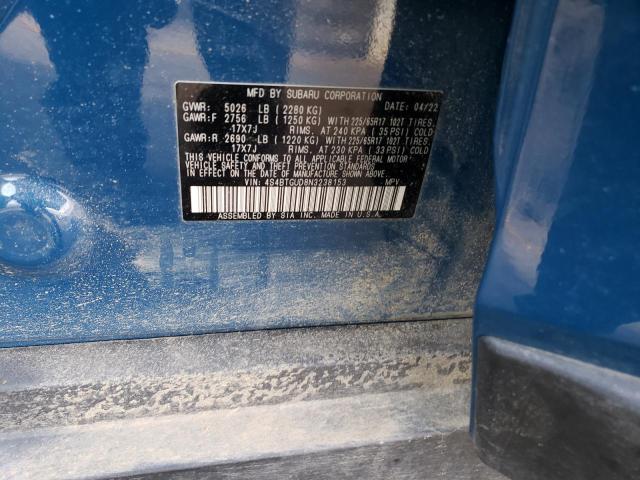 MFD BY SUBARU CORPORATION
GVWR: 5026 LB (2280 KG) DATE: 04/22
GAWR:F 2756 LB (1250 KG) WITH 225/65R17 102T TIRES,
17X7J RIMS, AT 240 KPA (35 PSI) COLD
GAWR:R 2690 LB (1220 KG) WITH 225/65R17 102T TIRES,
17X7J RIMS, AT 230 KPA (33 PSI) COLD
THIS VEHICLE CONFORMS TO ALL APPLICABLE FEDERAL MOTOR
VEHICLE SAFETY, BUMPER, AND THEFT PREVENTION STANDARDS
IN EFFECT ON THE DATE OF MANUFACTURE SHOWN ABOVE.
VIN: 4S4BTGUD8N3238153 MPV
ASSEMBLED BY SIA INC. MADE IN U.S.A.